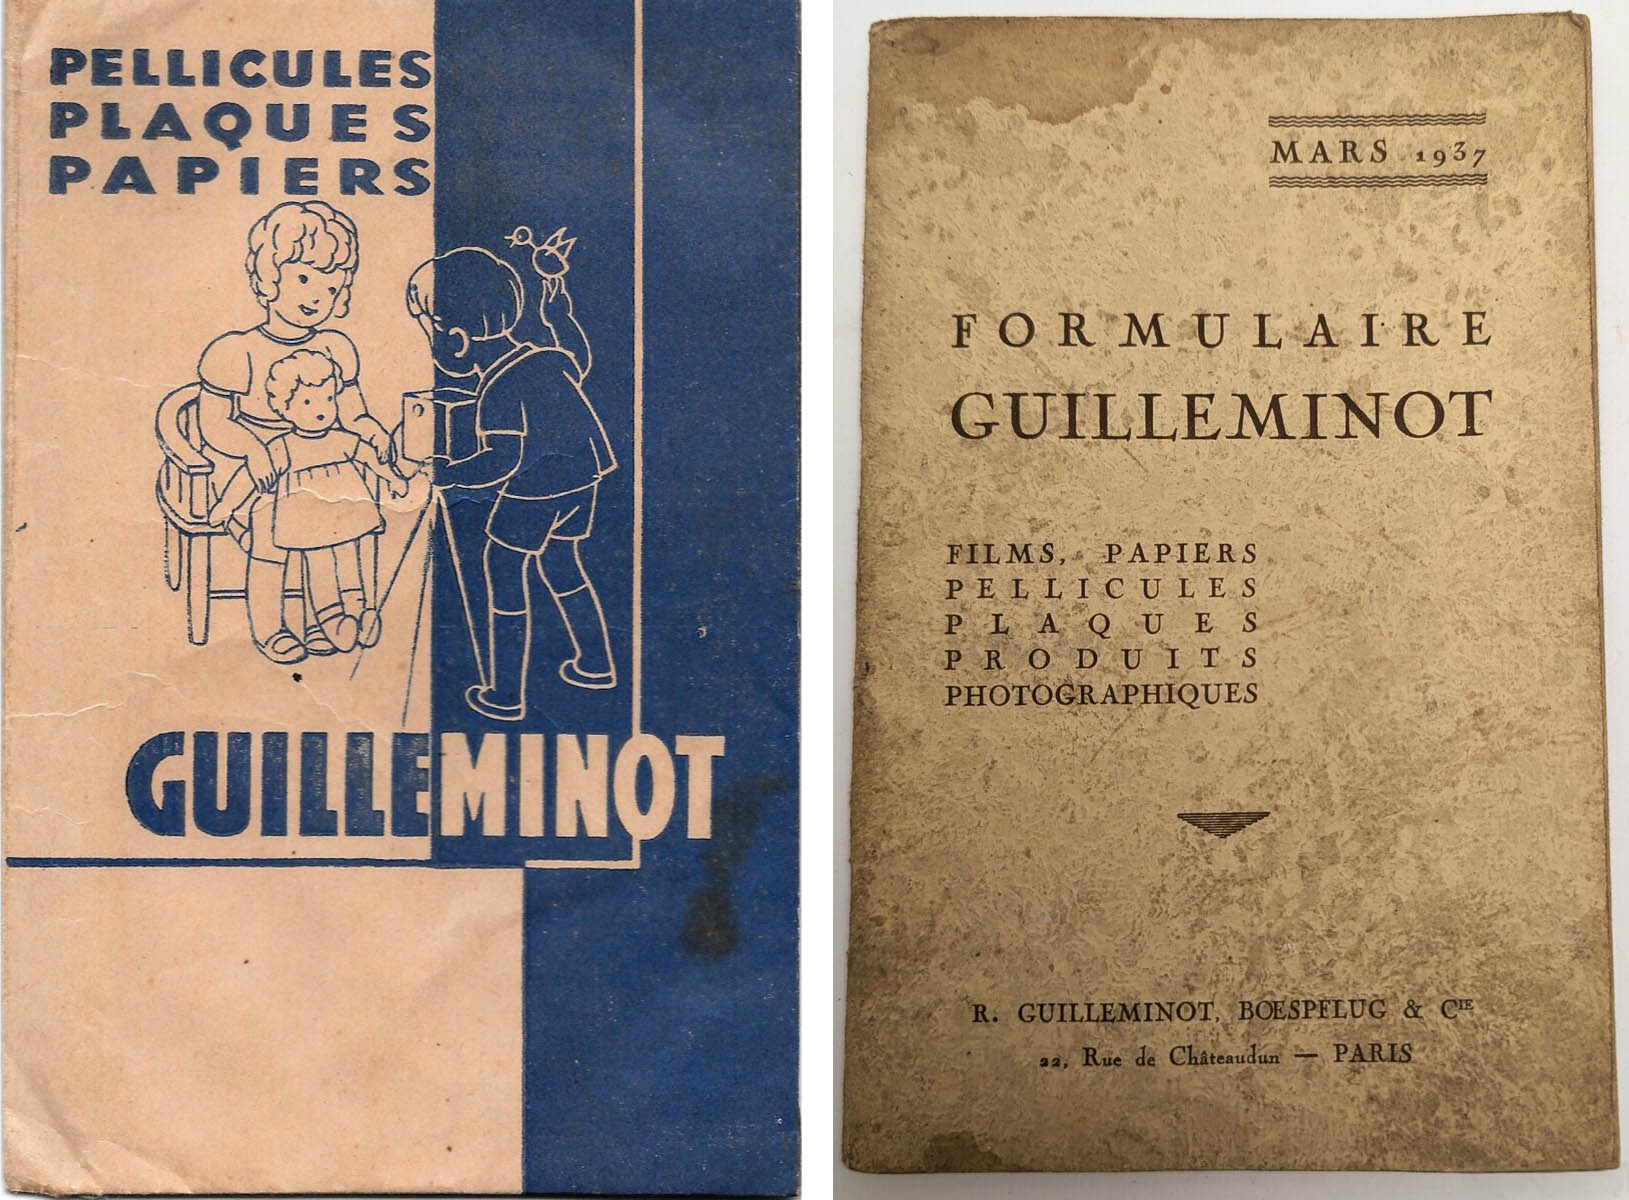 PELLICULES
PLAQUES
PAPIERS
GUILLEMINOT
MARS 1937
FORMULAIRE
GUILLEMINOT
FILMS, PAPIERS
PELLICULES
PLAQUES
PRODUITS
PHOTOGRAPHIQUES
R. GUILLEMINOT, BŒSPFLUG & CIE
22, Rue de Châteaudun — PARIS